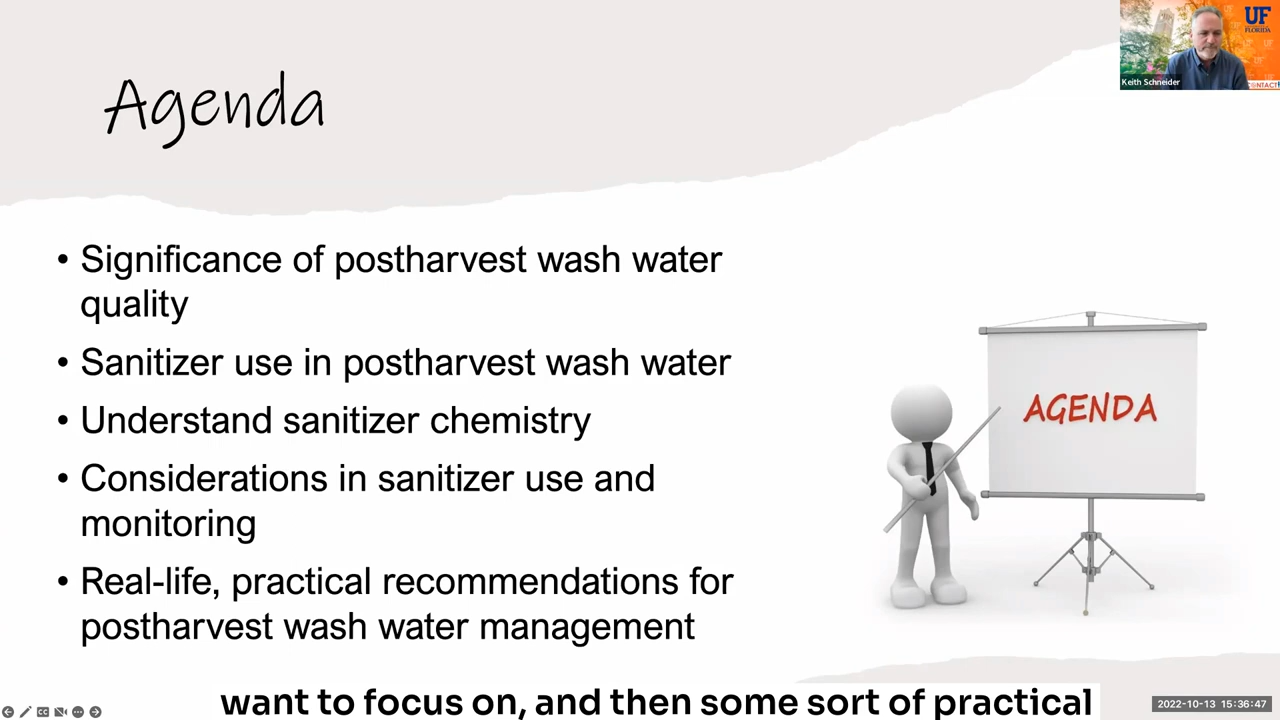 Agenda
UF
FLORIDA
Keith Schneider
• Significance of postharvest wash water
quality
• Sanitizer use in postharvest wash water
• Understand sanitizer chemistry
• Considerations in sanitizer use and
monitoring
• Real-life, practical recommendations for
postharvest wash water management
AGENDA
want to focus on, and then some sort of practical
2022-10-13 15:36:47